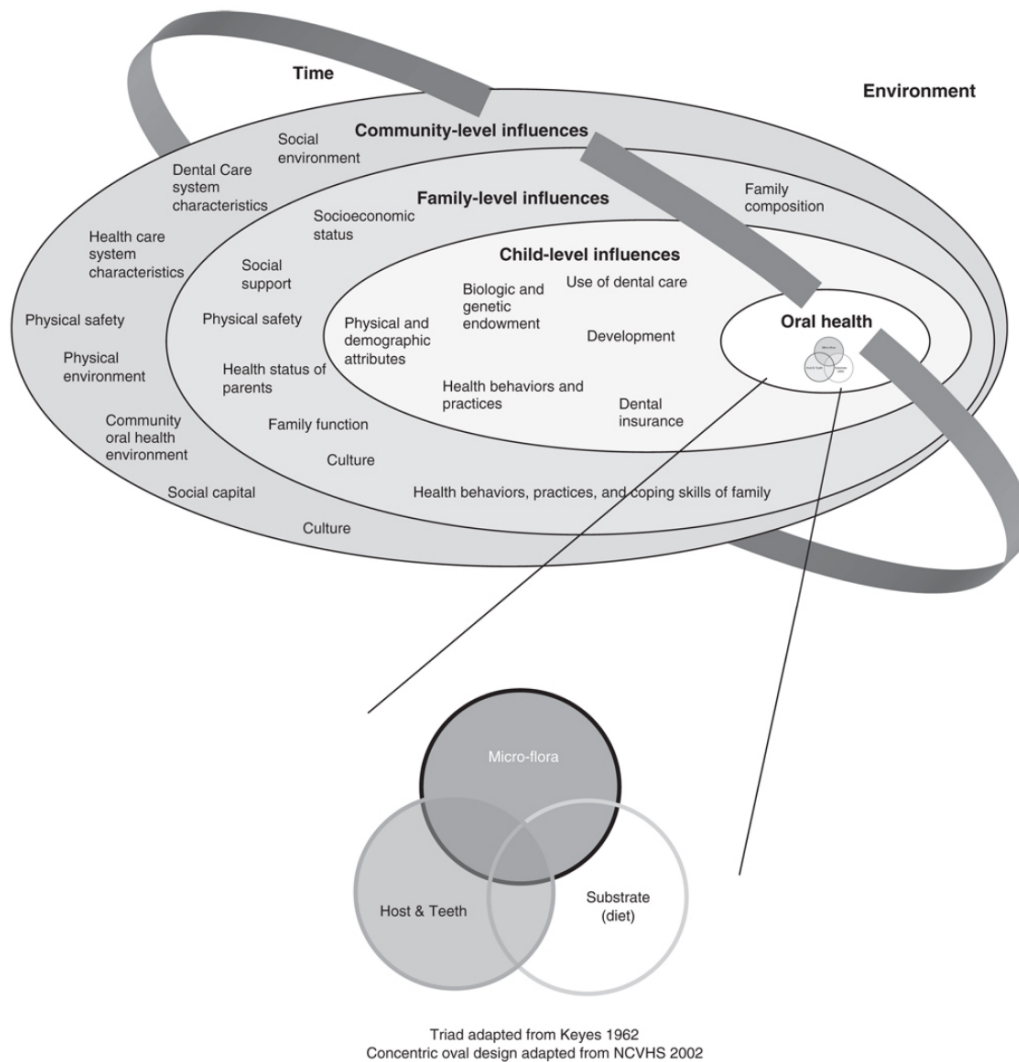 Time
Environment
Community-level influences
Social
environment
Dental Care
system
characteristics
Health care
system
characteristics
Physical safety
Physical
environment
Community
oral health
environment
Social capital
Culture
Family-level influences
Family
composition
Socioeconomic
status
Social
support
Physical safety
Health status of
parents
Family function
Culture
Health behaviors, practices, and coping skills of family
Child-level influences
Use of dental care
Biologic and
genetic
endowment
Physical and
demographic
attributes
Development
Health behaviors and
practices
Dental
insurance
Oral health
Micro-flora
Host & Teeth
Substrate
(diet)
Triad adapted from Keyes 1962
Concentric oval design adapted from NCVHS 2002